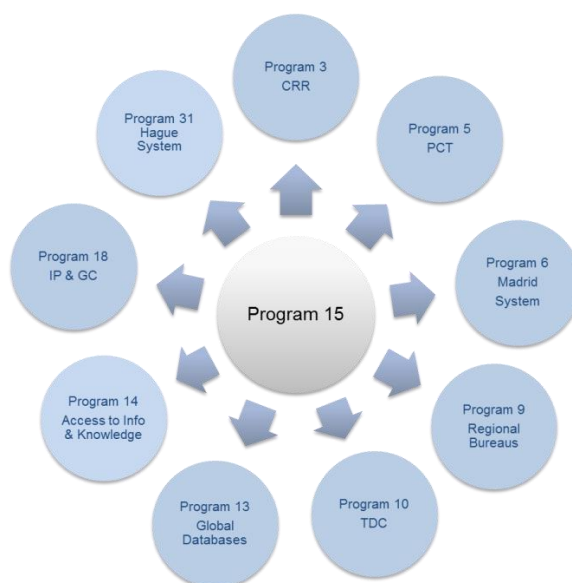 Program 3
CRR
Program 5
PCT
Program 6
Madrid
System
Program 9
Regional
Bureaus
Program 10
TDC
Program 13
Global
Databases
Program 14
Access to Info
& Knowledge
Program 18
IP & GC
Program 31
Hague
System
Program 15